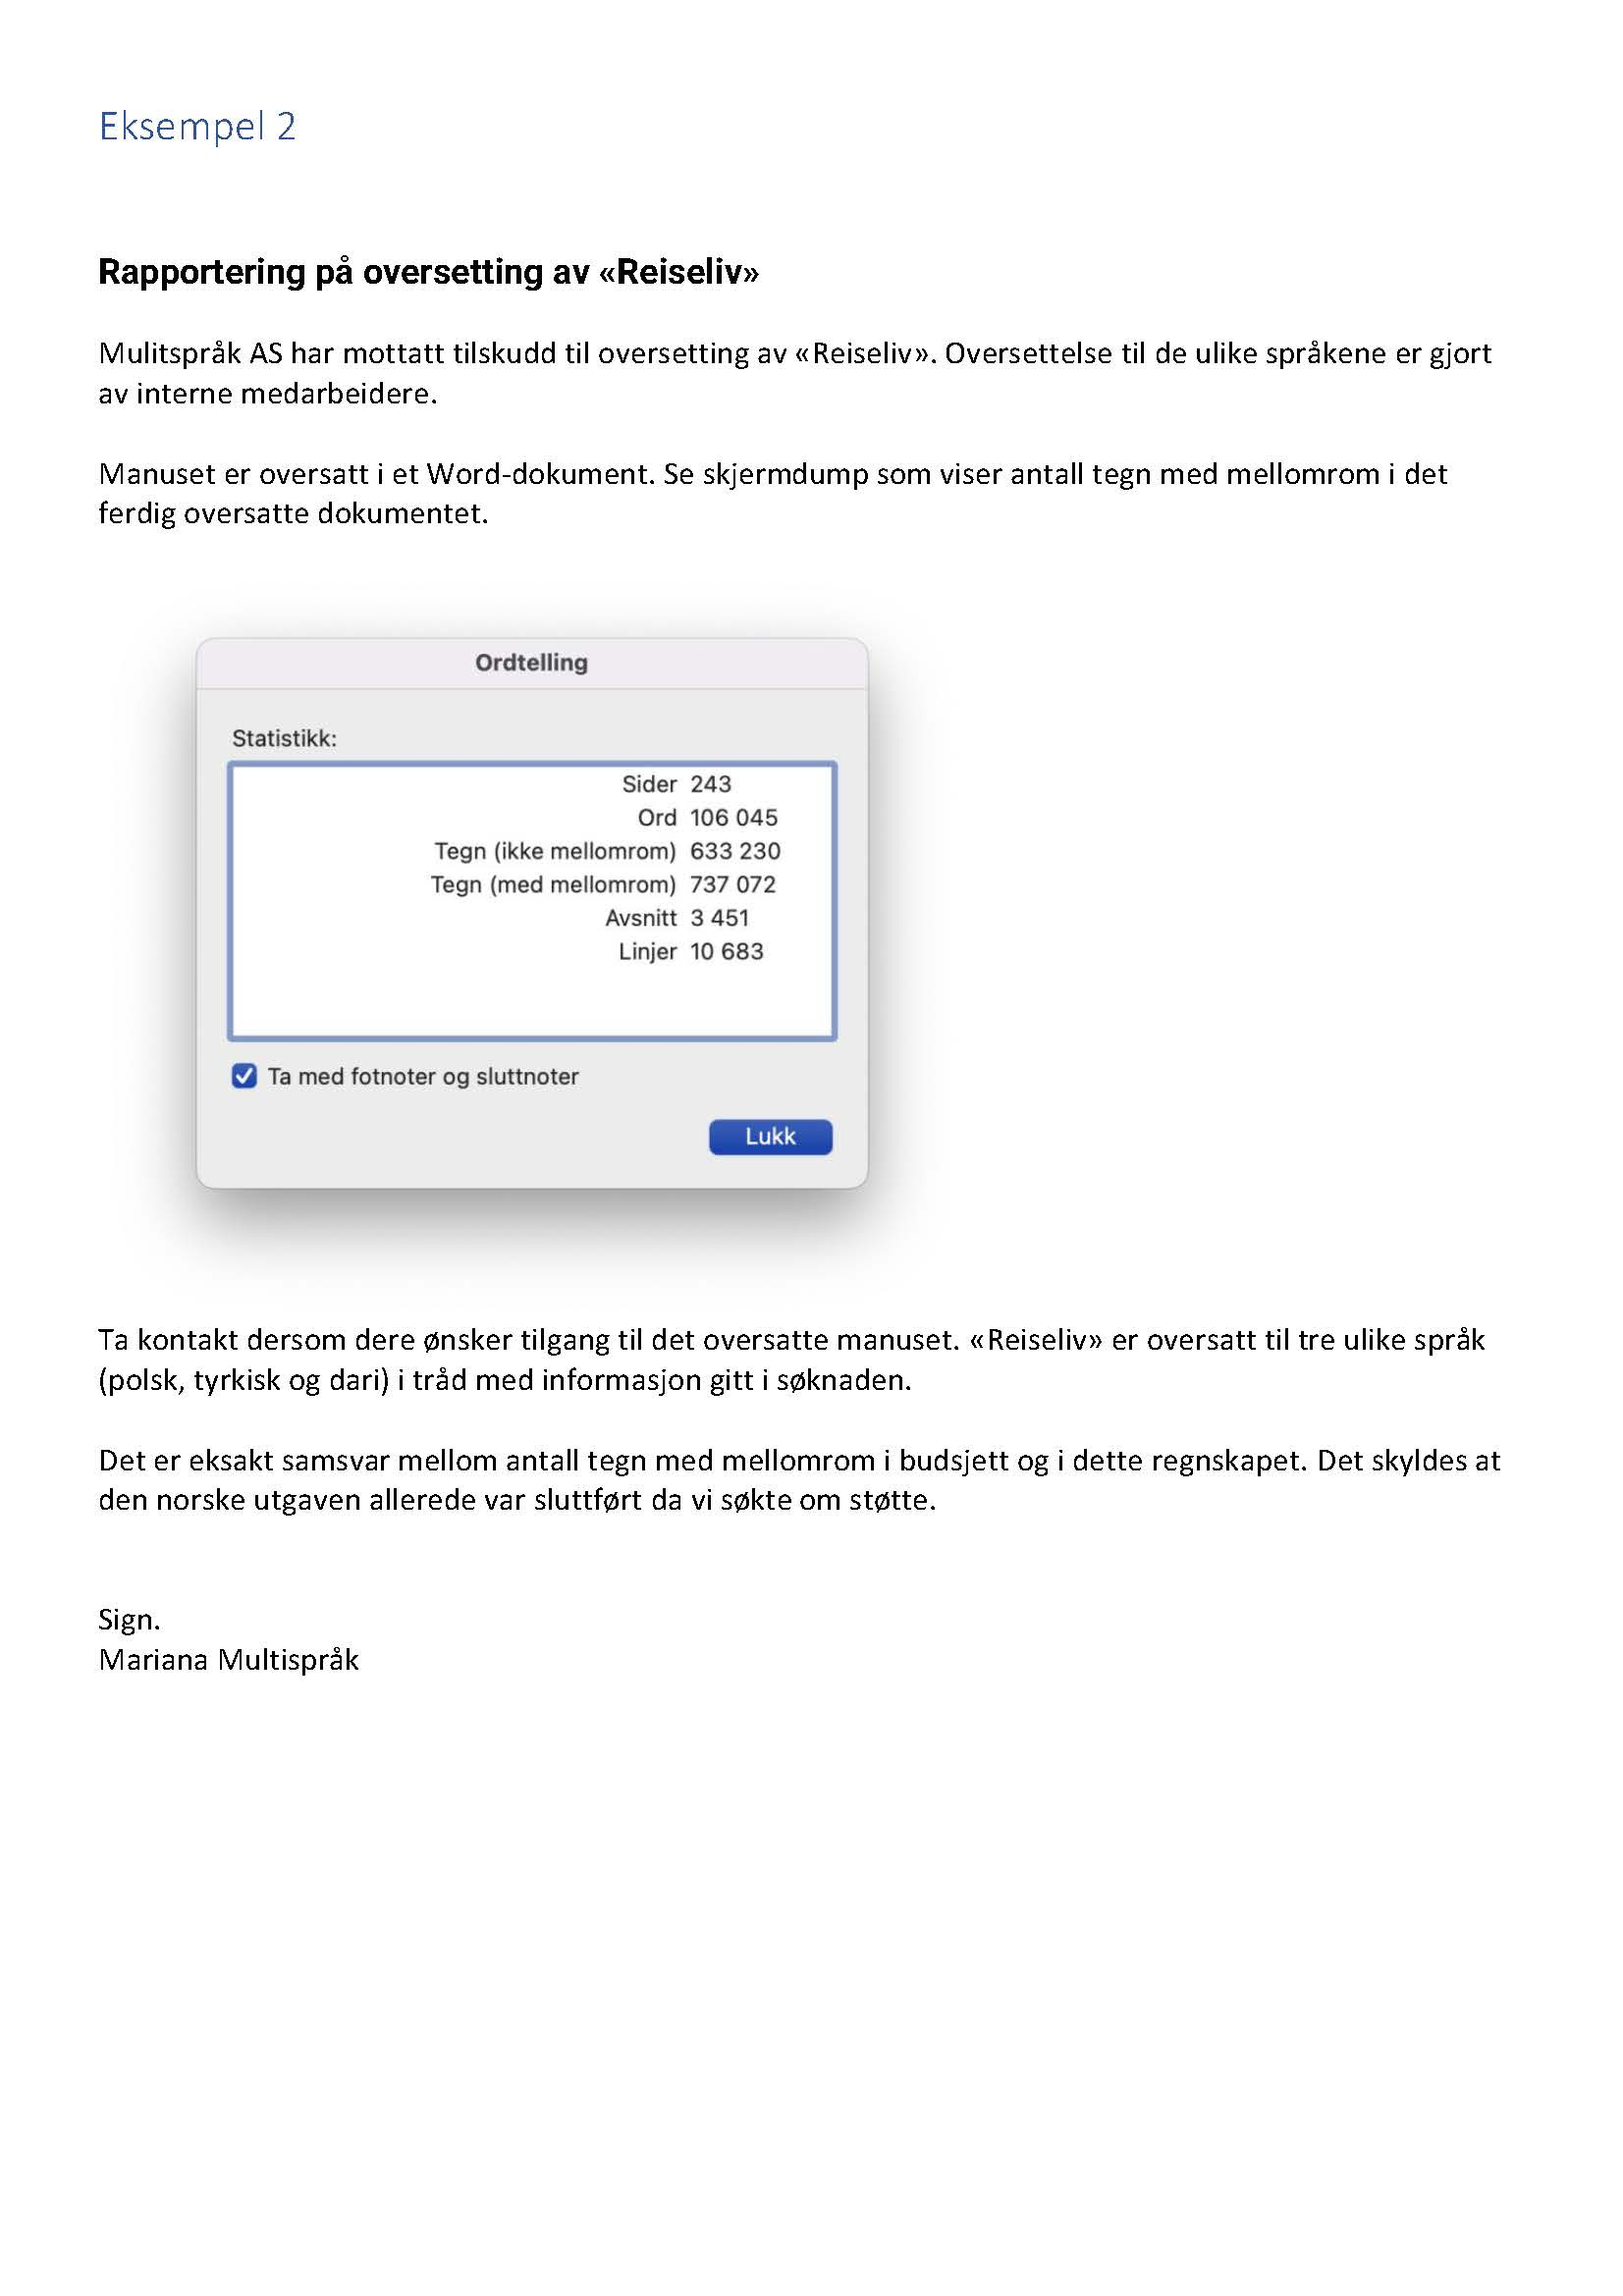 Eksempel 2
Rapportering på oversetting av «Reiseliv»
Mulitspråk AS har mottatt tilskudd til oversetting av «Reiseliv». Oversettelse til de ulike språkene er gjort
av interne medarbeidere.
Manuset er oversatt i et Word-dokument. Se skjermdump som viser antall tegn med mellomrom i det
ferdig oversatte dokumentet.
Ordtelling
Statistikk:
Sider 243
Ord 106 045
Tegn (ikke mellomrom) 633 230
Tegn (med mellomrom) 737 072
Avsnitt 3 451
Linjer 10 683
Ta med fotnoter og sluttnoter
Lukk
Ta kontakt dersom dere ønsker tilgang til det oversatte manuset. «Reiseliv» er oversatt til tre ulike språk
(polsk, tyrkisk og dari) i tråd med informasjon gitt i søknaden.
Det er eksakt samsvar mellom antall tegn med mellomrom i budsjett og i dette regnskapet. Det skyldes at
den norske utgaven allerede var sluttført da vi søkte om støtte.
Sign.
Mariana Multispråk